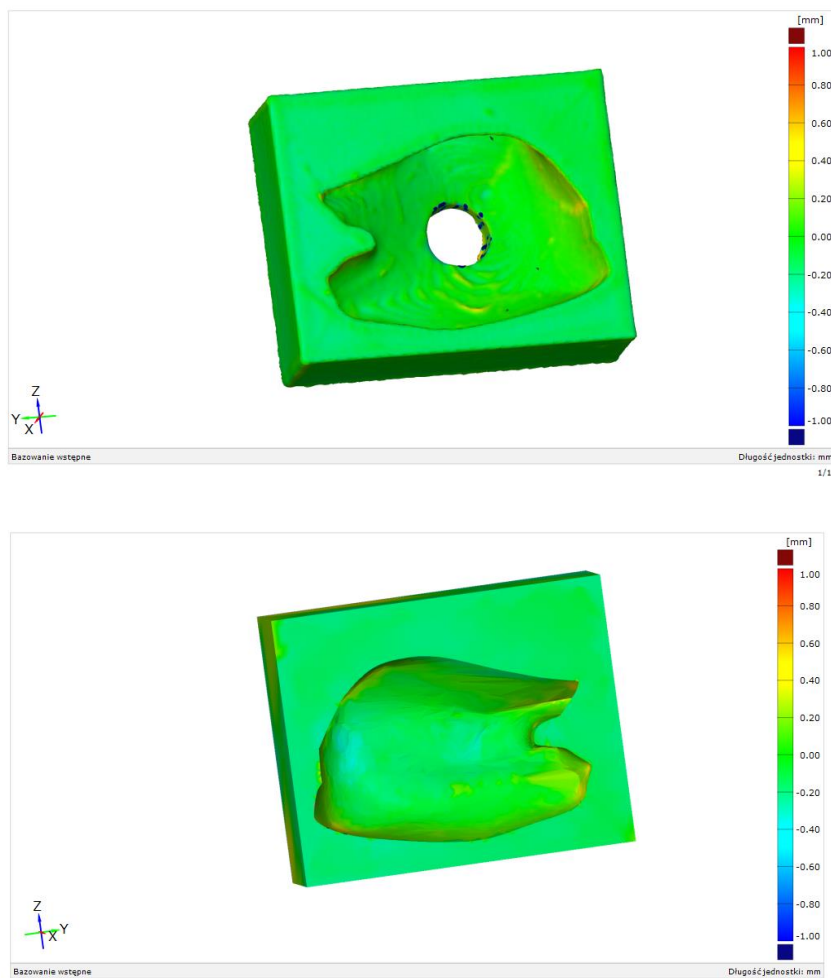 [mm]
1.00
0.80
0.60
0.40
0.20
0.00
-0.20
-0.40
-0.60
-0.80
-1.00
Z
Y
X
Bazowanie wstępne
Długość jednostki: mm
1/1
[mm]
1.00
0.80
0.60
0.40
0.20
0.00
-0.20
-0.40
-0.60
-0.80
-1.00
Z
Y
X
Bazowanie wstępne
Długość jednostki: mm